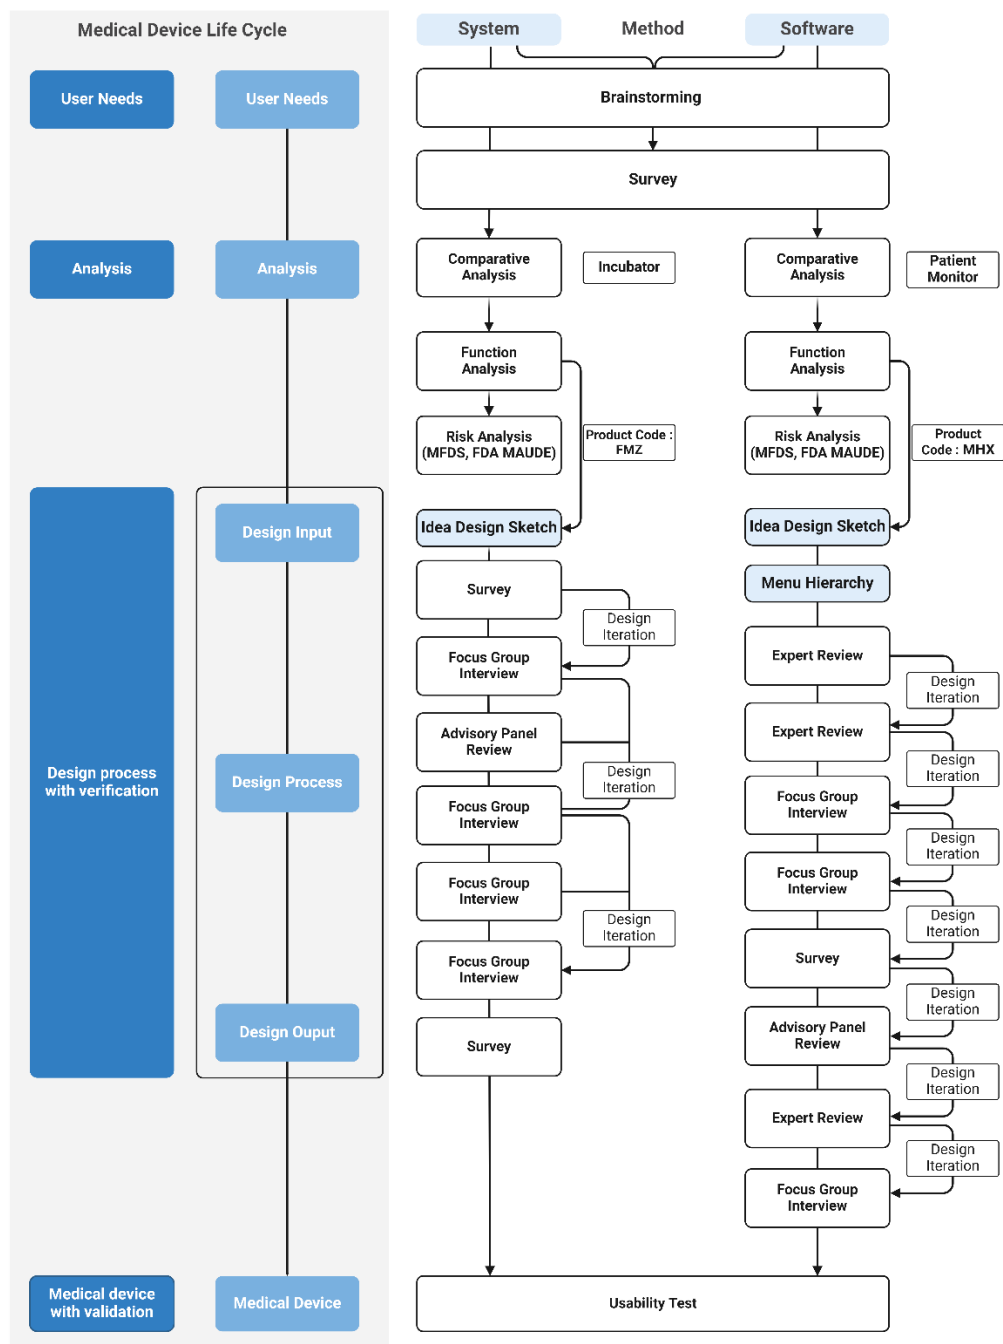 Medical Device Life Cycle
System
Method
Software
User Needs
User Needs
Brainstorming
Survey
Analysis
Analysis
Comparative
Analysis
Incubator
Comparative
Analysis
Patient
Monitor
Function
Analysis
Function
Analysis
Risk Analysis
(MFDS, FDA MAUDE)
Product Code :
FMZ
Risk Analysis
(MFDS, FDA MAUDE)
Product
Code : MHX
Design process
with verification
Design Input
Design Process
Design Ouput
Idea Design Sketch
Survey
Design
Iteration
Focus Group
Interview
Advisory Panel
Review
Design
Iteration
Focus Group
Interview
Focus Group
Interview
Design
Iteration
Focus Group
Interview
Survey
Idea Design Sketch
Menu Hierarchy
Expert Review
Design
Iteration
Expert Review
Design
Iteration
Focus Group
Interview
Design
Iteration
Focus Group
Interview
Design
Iteration
Survey
Design
Iteration
Advisory Panel
Review
Design
Iteration
Expert Review
Design
Iteration
Focus Group
Interview
Medical device
with validation
Medical Device
Usability Test